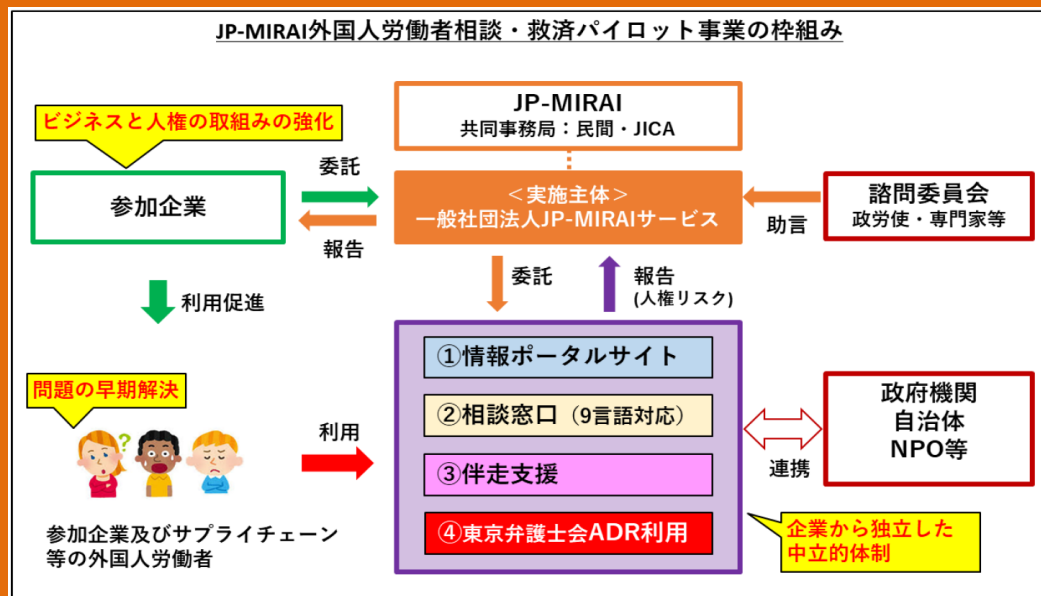 JP-MIRAI外国人労働者相談・救済パイロット事業の枠組み
JP-MIRAI
共同事務局：民間・JICA
ビジネスと人権の取組みの強化
参加企業
委託
報告
＜実施主体＞
一般社団法人JP-MIRAIサービス
助言
諮問委員会
政労使・専門家等
利用促進
委託
報告
(人権リスク)
問題の早期解決
?
利用
参加企業及びサプライチェーン
等の外国人労働者
①情報ポータルサイト
②相談窓口（9言語対応）
③伴走支援
④東京弁護士会ADR利用
連携
政府機関
自治体
NPO等
企業から独立した
中立的体制